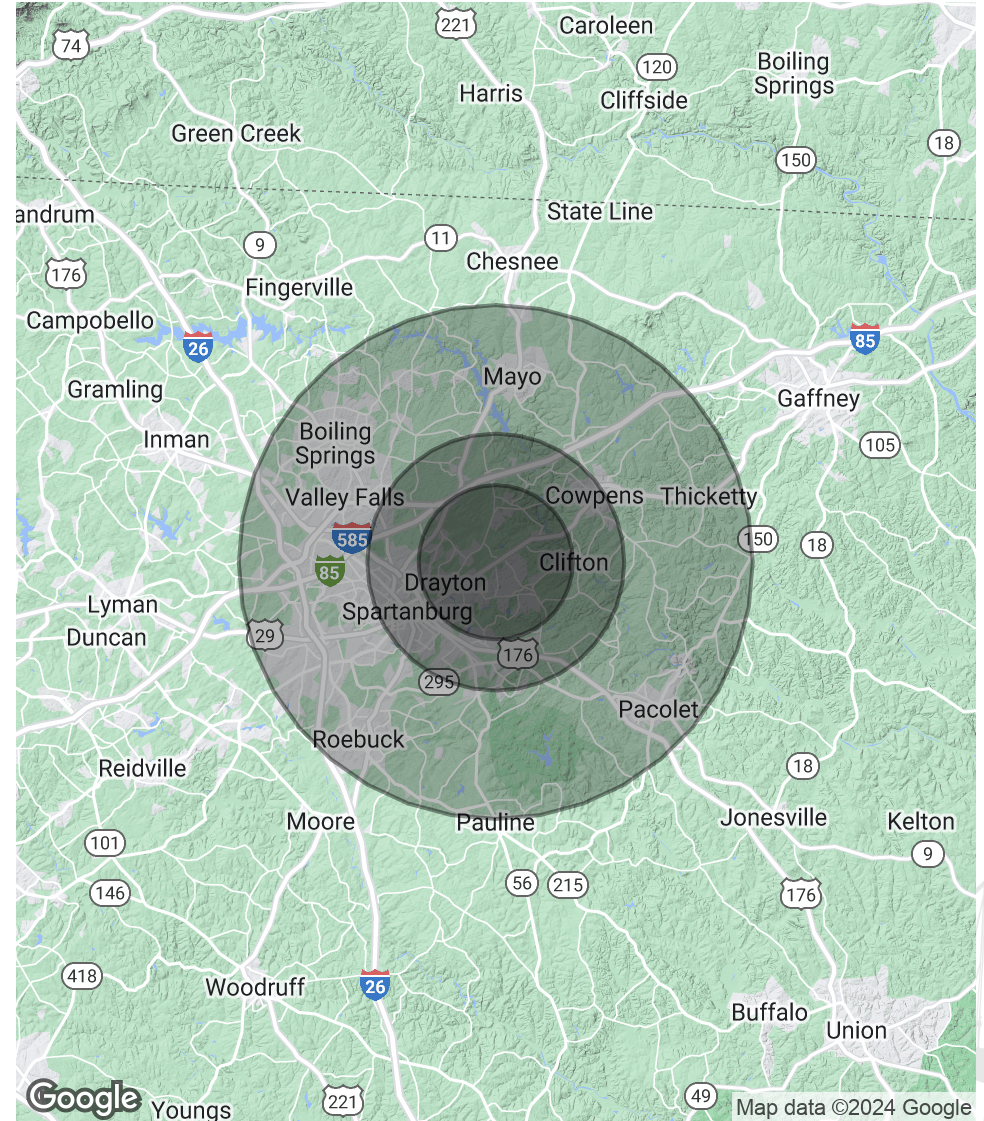 221
Caroleen
74
120
Boiling
Springs
Harris
Cliffside
Green Creek
18
150
andrum
State Line
11
9
Chesnee
176
Fingerville
Campobello
26
85
Mayo
Gramling
Gaffney
Boiling
Springs
Inman
105
Valley Falls
Cowpens
Thicketty
585
150
18
85
Clifton
Drayton
Lyman
Spartanburg
Duncan
29
176
295
Pacolet
Roebuck
Reidville
18
Moore
Pauline
Jonesville
Kelton
101
9
146
56
215
176
418
Woodruff
26
Buffalo
Union
Google
Youngs
221
49
Map data ©2024 Google